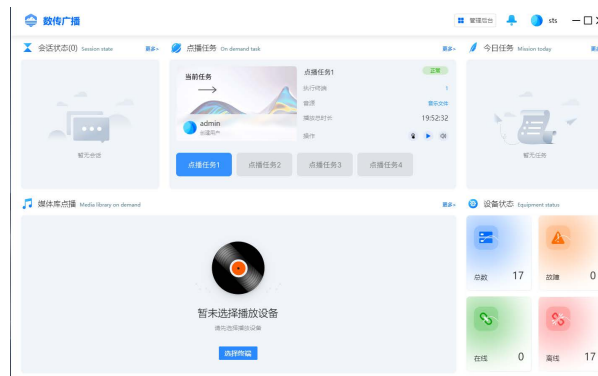 数传广播
管理后台
sts
会话状态(0) Session state
更多>
点播任务 On demand task
更多>
今日任务 Mission today
当前任务
admin
创建用户
点播任务1
正常
执行终端
1
音源
音乐文件
播放总时长
19:52:32
操作
点播任务1
点播任务2
点播任务3
点播任务4
暂无会话
暂无任务
媒体库点播 Media library on demand
更多>
设备状态 Equipment status
暂未选择播放设备
请先选择播放设备
选择终端
总数 17
故障 0
在线 0
离线 17